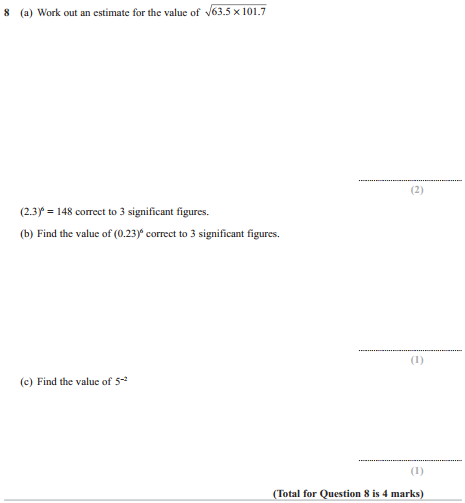 8 (a) Work out an estimate for the value of √63.5 × 101.7
(2)
(2.3)⁶ = 148 correct to 3 significant figures.
(b) Find the value of (0.23)⁶ correct to 3 significant figures.
(1)
(c) Find the value of 5⁻²
(1)
(Total for Question 8 is 4 marks)